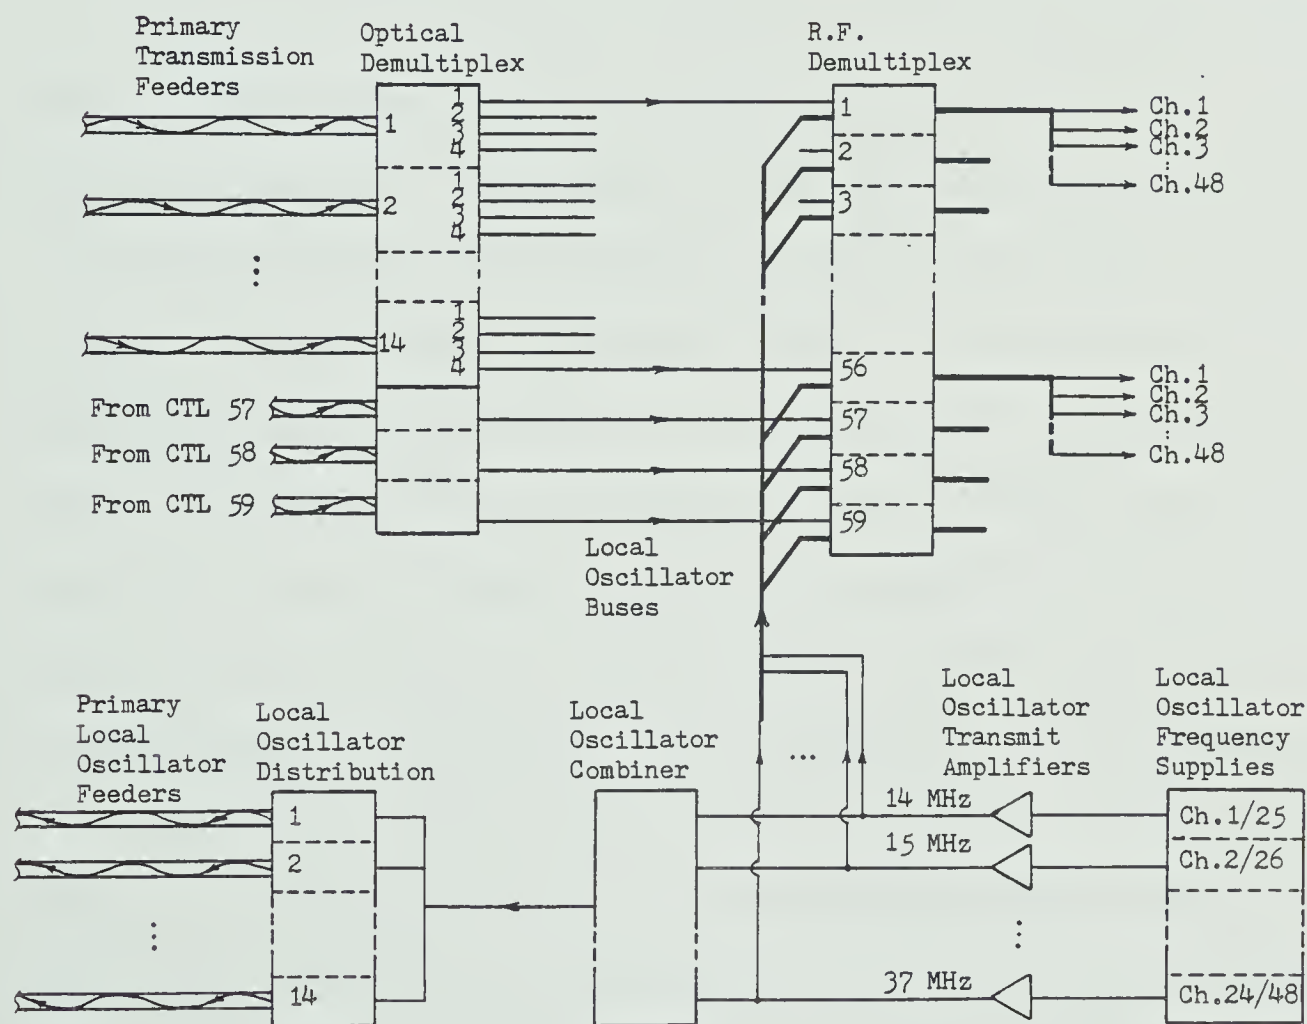 Primary
Transmission
Feeders
Optical
Demultiplex
R.F.
Demultiplex
1
1
2
3
4
2
1
2
3
4
14
1
2
3
4
From CTL 57
From CTL 58
From CTL 59
1
2
3
56
57
58
59
Ch.1
Ch.2
Ch.3
Ch.48
Ch.1
Ch.2
Ch.3
Ch.48
Local
Oscillator
Buses
Primary
Local
Oscillator
Feeders
Local
Oscillator
Distribution
Local
Oscillator
Combiner
Local
Oscillator
Transmit
Amplifiers
Local
Oscillator
Frequency
Supplies
1
2
14
14 MHz
15 MHz
37 MHz
Ch.1/25
Ch.2/26
Ch.24/48